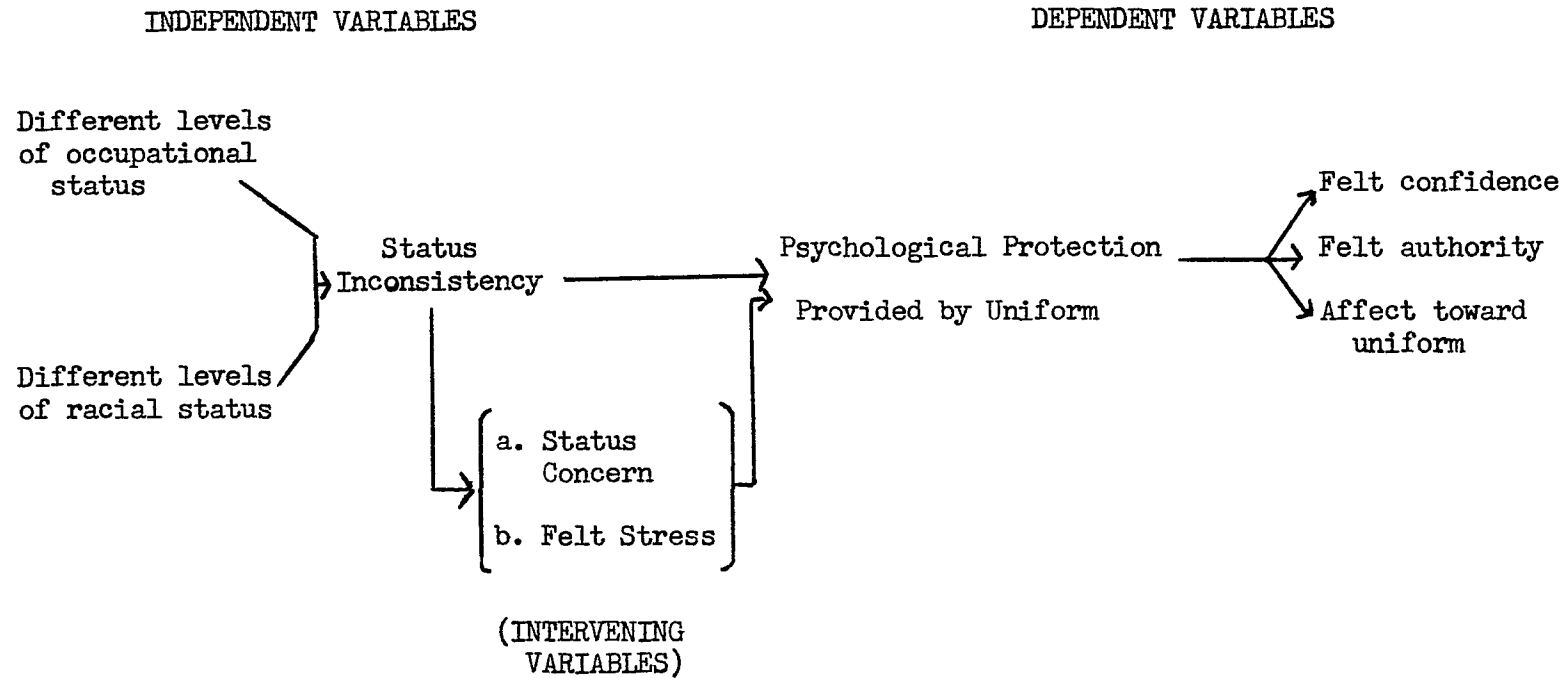 INDEPENDENT VARIABLES
DEPENDENT VARIABLES
Different levels
of occupational
status
Different levels
of racial status
Status
Inconsistency
a. Status
Concern
b. Felt Stress
(INTERVENING
VARIABLES)
Psychological Protection
Provided by Uniform
Felt confidence
Felt authority
Affect toward
uniform